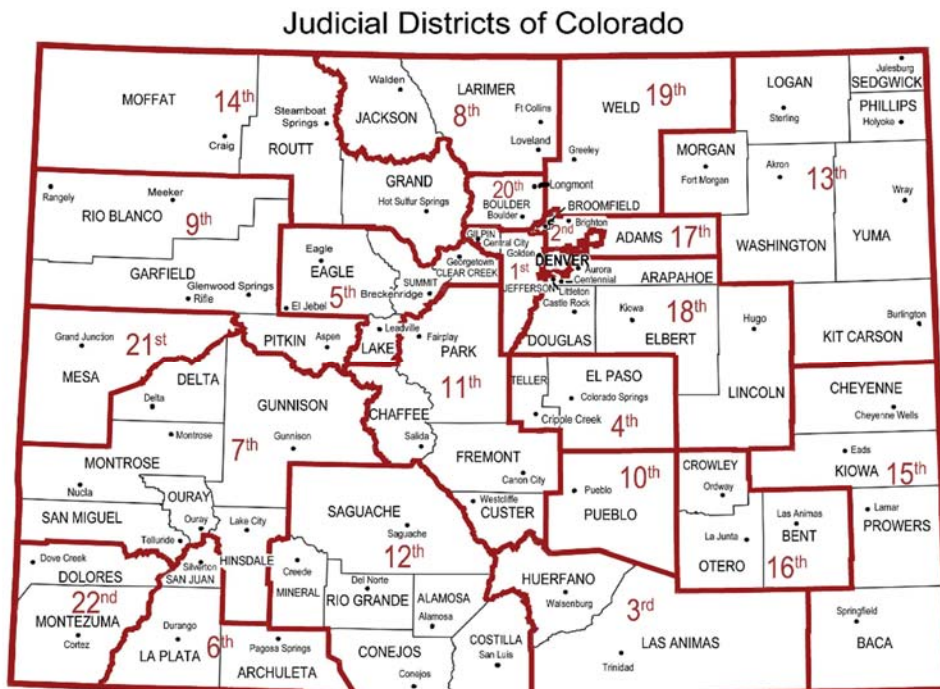 Judicial Districts of Colorado
MOFFAT
14th
Craig
Steamboat
Springs
ROUTT
Walden
JACKSON
LARIMER
8th
Ft Collins
Loveland
WELD
19th
Greeley
LOGAN
Sterling
Julesburg
SEDGWICK
PHILLIPS
Holyoke
MORGAN
Fort Morgan
Akron
13th
WASHINGTON
Wray
YUMA
Rangely
Meeker
RIO BLANCO
9th
GARFIELD
Glenwood Springs
Rifle
GRAND
Hot Sulfur Springs
20th
BOULDER
Boulder
Longmont
BROOMFIELD
2nd
Brighton
ADAMS
17th
GILPIN
Central City
Golden
1st
JEFFERSON
DENVER
Aurora
Centennial
Littleton
Castle Rock
ARAPAHOE
Eagle
EAGLE
5th
El Jebel
Georgetown
CLEAR CREEK
SUMMIT
Breckenridge
DOUGLAS
Kiowa
18th
ELBERT
Hugo
LINCOLN
Burlington
KIT CARSON
Grand Junction
21st
MESA
PITKIN
Aspen
Leadville
LAKE
Fairplay
PARK
11th
DELTA
Delta
GUNNISON
Montrose
7th
Gunnison
CHAFFEE
Salida
TELLER
Cripple Creek
EL PASO
Colorado Springs
4th
CHEYENNE
Cheyenne Wells
MONTROSE
Nucla
OURAY
Ouray
FREMONT
Canon City
10th
Pueblo
PUEBLO
CROWLEY
Ordway
Eads
KIOWA
15th
SAN MIGUEL
Telluride
Lake City
HINSDALE
SAGUACHE
Saguache
12th
Westcliffe
CUSTER
La Junta
OTERO
Las Animas
BENT
16th
Lamar
PROWERS
Dove Creek
DOLORES
22nd
MONTEZUMA
Cortez
Silverton
SAN JUAN
Creede
MINERAL
Del Norte
RIO GRANDE
ALAMOSA
Alamosa
HUERFANO
Walsenburg
3rd
Durango
LA PLATA
6th
Pagosa Springs
ARCHULETA
CONEJOS
Conejos
COSTILLA
San Luis
LAS ANIMAS
Trinidad
Springfield
BACA